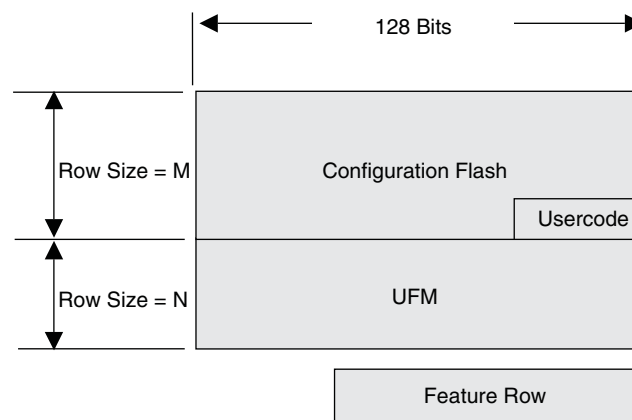 128 Bits
Row Size = M
Configuration Flash
Usercode
Row Size = N
UFM
Feature Row